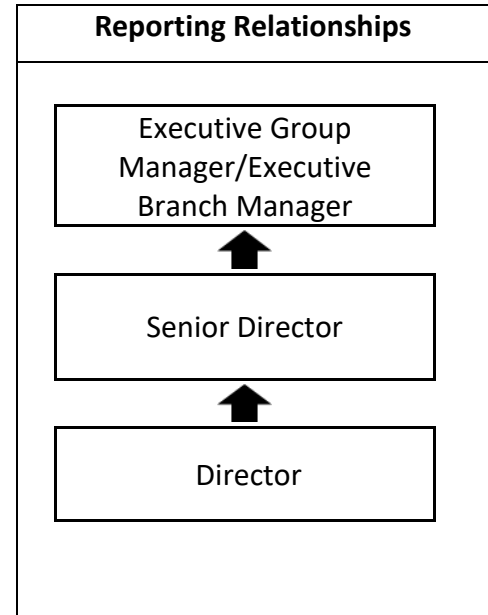 Reporting Relationships
Executive Group
Manager/Executive
Branch Manager
Senior Director
Director